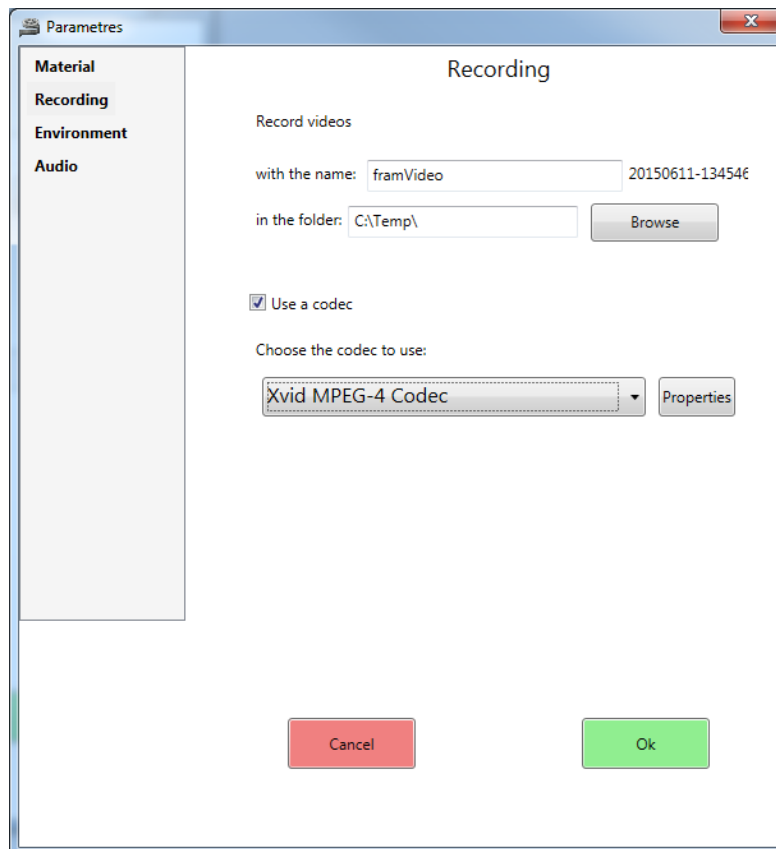 Parametres
Material
Recording
Environment
Audio
Recording
Record videos
with the name: framVideo 20150611-134546
in the folder: C:\Temp\ Browse
Use a codec
Choose the codec to use:
Xvid MPEG-4 Codec Properties
Cancel Ok